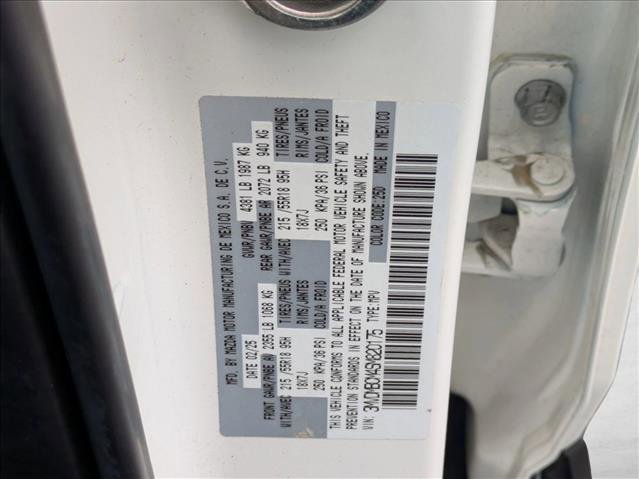 MFD. BY MAZDA MOTOR MANUFACTURING DE MEXICO S.A. DE C.V.
DATE 02/25 GVWR/PNBV 4381 LB 1987 KG
FRONT GAWR/PNBE AV 2355 LB 1068 KG REAR GAWR/PNBE AR 2072 LB 940 KG
WITH/AVEC 215/55R18 95H TIRES/PNEUS WITH/AVEC 215/55R18 95H TIRES/PNEUS
18X7J RIMS/JANTES 18X7J RIMS/JANTES
250 KPA/36 PSI COLD/A FROID 250 KPA/36 PSI COLD/A FROID
THIS VEHICLE CONFORMS TO ALL APPLICABLE FEDERAL MOTOR VEHICLE SAFETY AND THEFT
PREVENTION STANDARDS IN EFFECT ON THE DATE OF MANUFACTURE SHOWN ABOVE.
COLOR CODE:25D MADE IN MEXICO
VIN: TYPE:MPV